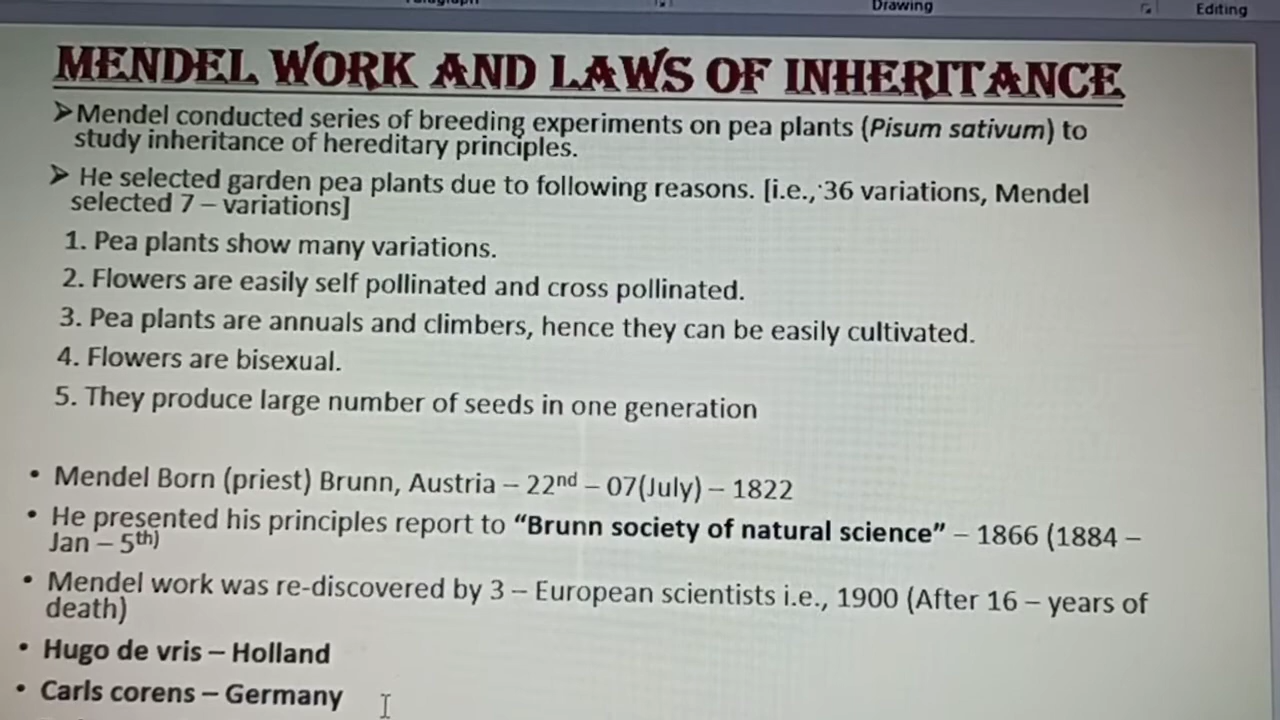 Drawing
Editing
MENDEL WORK AND LAWS OF INHERITANCE
➤Mendel conducted series of breeding experiments on pea plants (Pisum sativum) to
study inheritance of hereditary principles.
➤ He selected garden pea plants due to following reasons. [i.e., 36 variations, Mendel
selected 7 – variations]
1. Pea plants show many variations.
2. Flowers are easily self pollinated and cross pollinated.
3. Pea plants are annuals and climbers, hence they can be easily cultivated.
4. Flowers are bisexual.
5. They produce large number of seeds in one generation
• Mendel Born (priest) Brunn, Austria – 22nd – 07(July) – 1822
• He presented his principles report to “Brunn society of natural science” – 1866 (1884 –
Jan – 5th)
• Mendel work was re-discovered by 3 – European scientists i.e., 1900 (After 16 – years of
death)
• Hugo de vris – Holland
• Carls corens – Germany